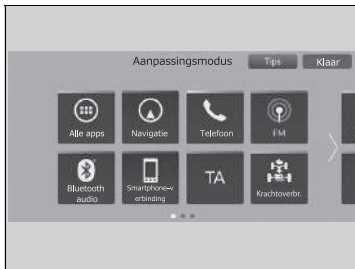 Aanpassingsmodus Tips Klaar
Alle apps Navigatie Telefoon FM
Bluetooth audio
Smartphone-v
erbinding
TA
Krachtoverbr.